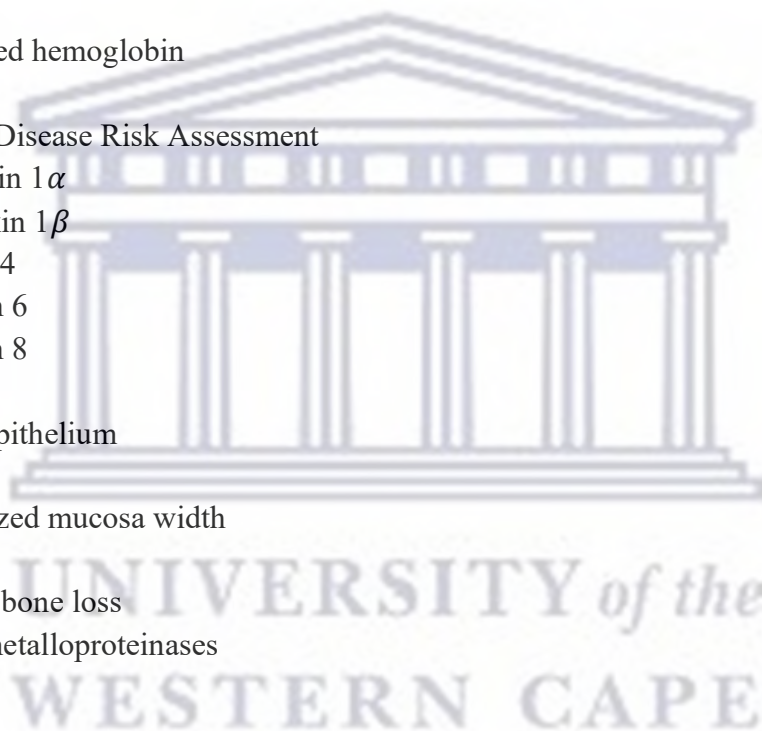 ed hemoglobin
Disease Risk Assessment
in 1α
in 1β
4
n 6
n 8
pithelium
zed mucosa width
bone loss
netalloproteinases
UNIVERSITY of the
WESTERN CAPE